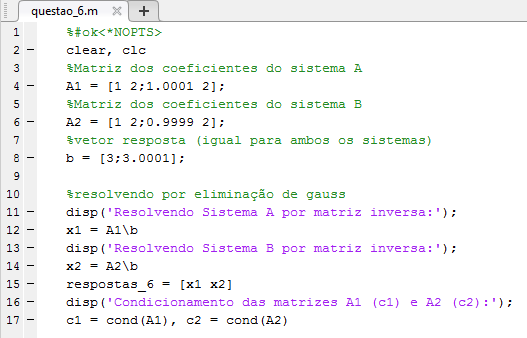 questao_6.m
1 %#ok<*NOPTS>
2 clear, clc
3 %Matriz dos coeficientes do sistema A
4 A1 = [1 2;1.0001 2];
5 %Matriz dos coeficientes do sistema B
6 A2 = [1 2;0.9999 2];
7 %vetor resposta (igual para ambos os sistemas)
8 b = [3;3.0001];
9
10 %resolvendo por eliminação de gauss
11 disp('Resolvendo Sistema A por matriz inversa:');
12 x1 = A1\b
13 disp('Resolvendo Sistema B por matriz inversa:');
14 x2 = A2\b
15 respostas_6 = [x1 x2]
16 disp('Condicionamento das matrizes A1 (c1) e A2 (c2):');
17 c1 = cond(A1), c2 = cond(A2)